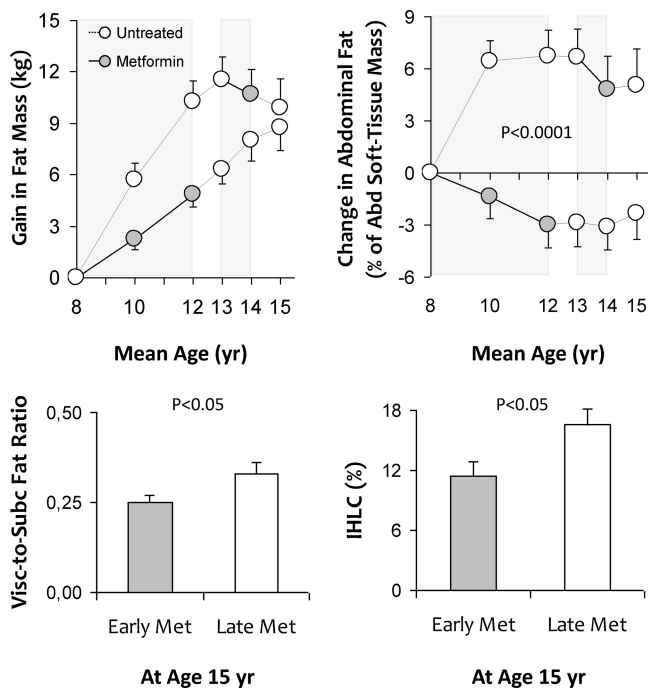 Gain in Fat Mass (kg)
15
12
9
6
3
0
Untreated
Metformin
8 10 12 13 14 15
Mean Age (yr)
Change in Abdominal Fat
(% of Abd Soft-Tissue Mass)
9
6
3
0
-3
-6
P<0.0001
8 10 12 13 14 15
Mean Age (yr)
Visc-to-Subc Fat Ratio
0,50
0,25
0,00
P<0.05
Early Met Late Met
At Age 15 yr
IHLC (%)
18
12
6
0
P<0.05
Early Met Late Met
At Age 15 yr